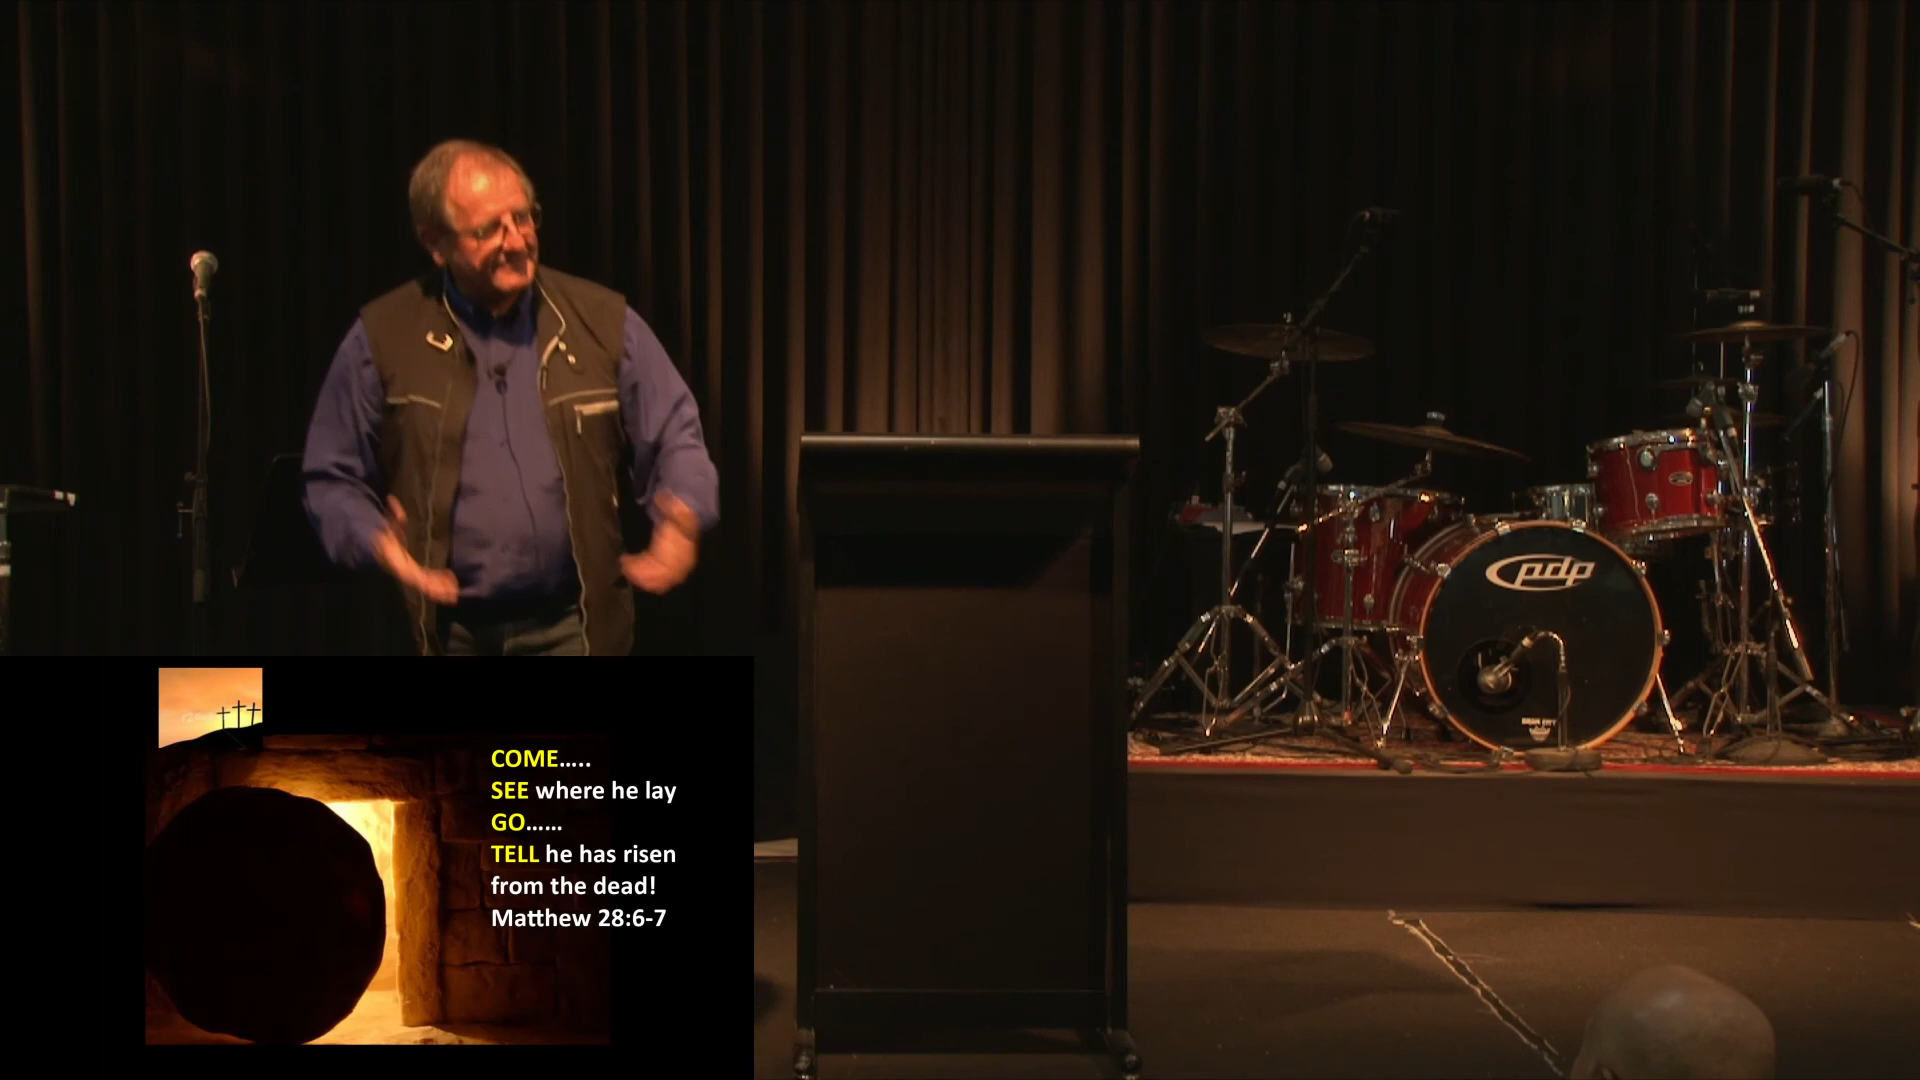 COME.....
SEE where he lay
GO......
TELL he has risen
from the dead!
Matthew 28:6-7
pdp